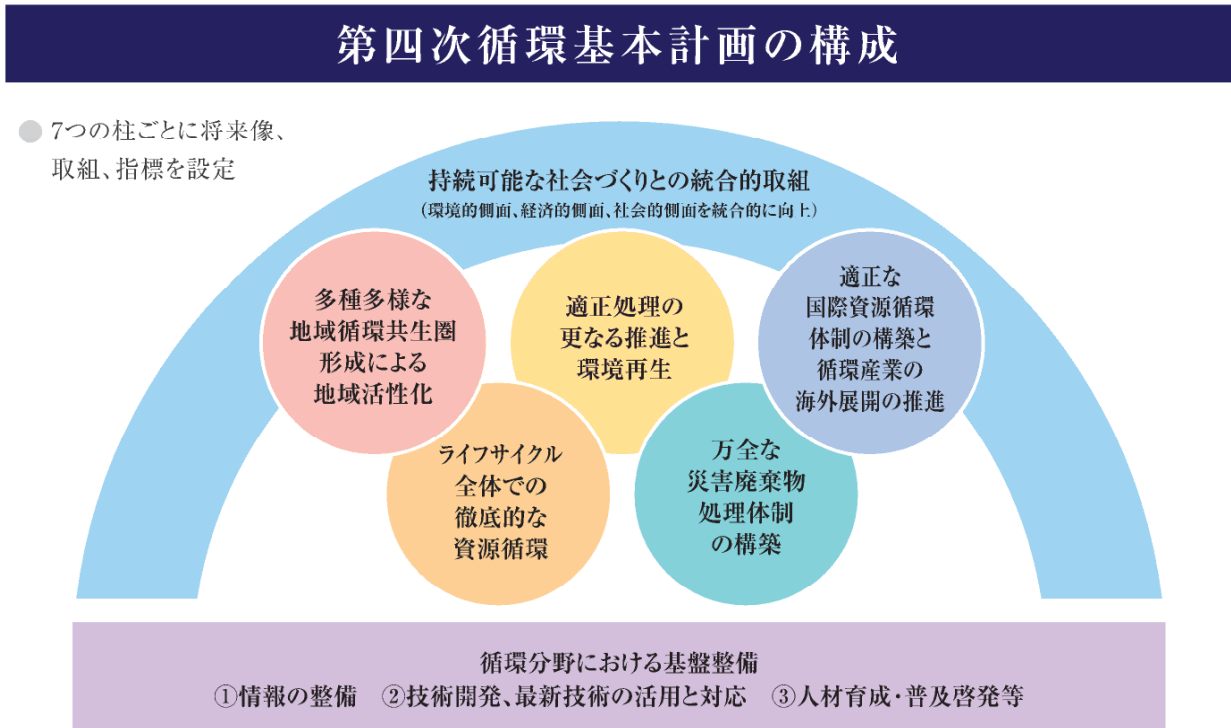 第四次循環基本計画の構成
● 7つの柱ごとに将来像、
取組、指標を設定
持続可能な社会づくりとの統合的取組
(環境的側面、経済的側面、社会的側面を統合的に向上)
多種多様な
地域循環共生圏
形成による
地域活性化
適正処理の
更なる推進と
環境再生
適正な
国際資源循環
体制の構築と
循環産業の
海外展開の推進
ライフサイクル
全体での
徹底的な
資源循環
万全な
災害廃棄物
処理体制
の構築
循環分野における基盤整備
①情報の整備 ②技術開発、最新技術の活用と対応 ③人材育成・普及啓発等